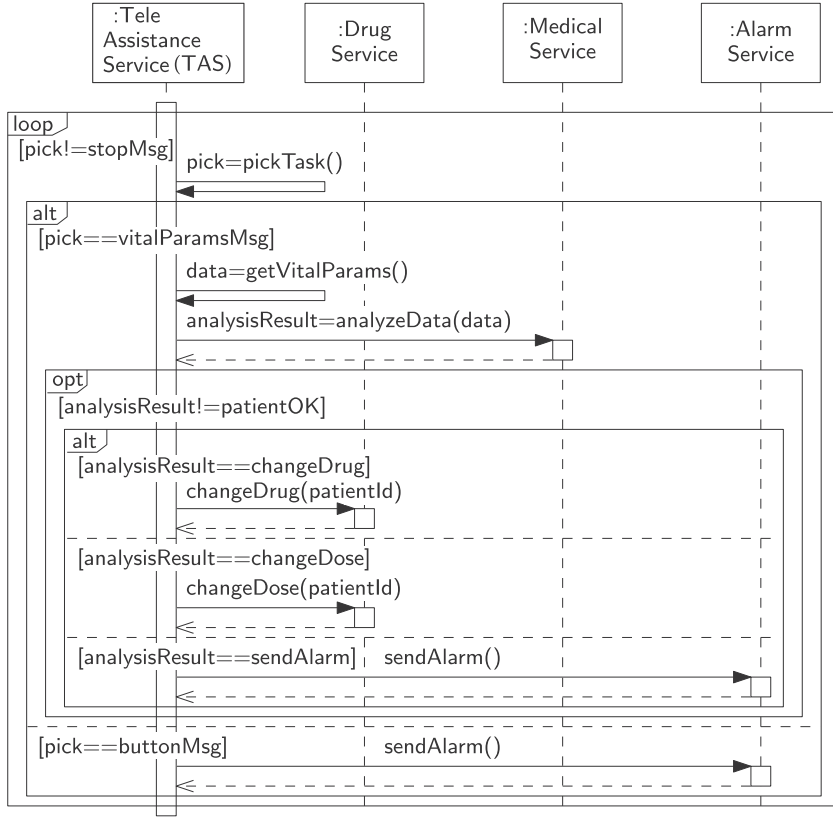 :Tele
Assistance
Service (TAS)
:Drug
Service
:Medical
Service
:Alarm
Service
loop
[pick!=stopMsg]
pick=pickTask()
alt
[pick==vitalParamsMsg]
data=getVitalParams()
analysisResult=analyzeData(data)
opt
[analysisResult!=patientOK]
alt
[analysisResult==changeDrug]
changeDrug(patientId)
[analysisResult==changeDose]
changeDose(patientId)
[analysisResult==sendAlarm] sendAlarm()
[pick==buttonMsg] sendAlarm()